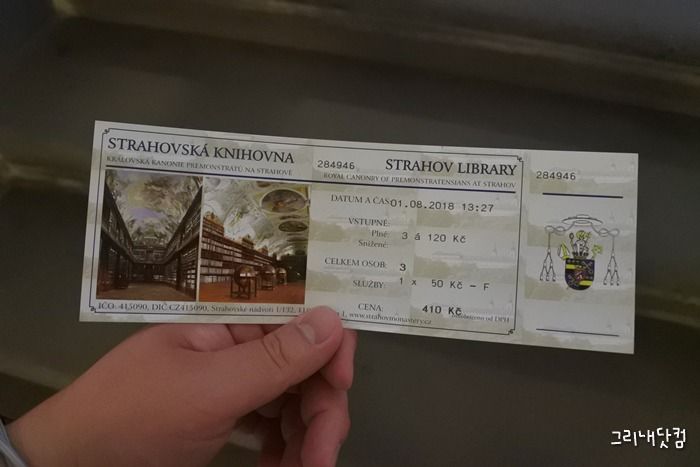 STRAHOVSKÁ KNIHOVNA
KRÁLOVSKÁ KANONIE PREMONSTRÁTŮ NA STRAHOVĚ
284946
STRAHOV LIBRARY
ROYAL CANONRY OF PREMONSTRATENSIANS AT STRAHOV
DATUM A ČAS: 01.08.2018 13:27
VSTUPNÉ:
Plné: 3 á 120 Kč
Snížené:
CELKEM OSOB: 3
SLUŽBY: 1 x 50 Kč - F
CENA: 410 Kč
IČO. 415090, DIČ CZ415090, Strahovské nádvoří 1/132, 1, www.strahovmonastery.cz
284946
그리내닷컴